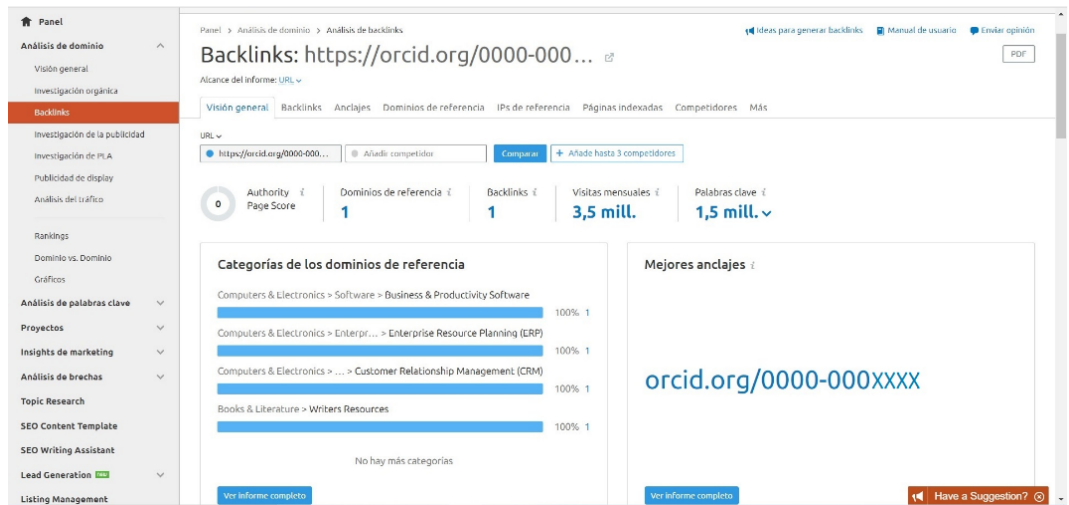 Panel
Análisis de dominio
Visión general
Investigación orgánica
Backlinks
Investigación de la publicidad
Investigación de PLA
Publicidad de display
Análisis del tráfico
Rankings
Dominio vs. Dominio
Gráficos
Análisis de palabras clave
Proyectos
Insights de marketing
Análisis de brechas
Topic Research
SEO Content Template
SEO Writing Assistant
Lead Generation
Listing Management
Panel > Análisis de dominio > Análisis de backlinks
Ideas para generar backlinks Manual de usuario Enviar opinión
Backlinks: https://orcid.org/0000-000...
PDF
Alcance del informe: URL
Visión general Backlinks Anclajes Dominios de referencia IPs de referencia Páginas indexadas Competidores Más
URL
https://orcid.org/0000-000... Añadir competidor Comparar + Añade hasta 3 competidores
0
Authority Page Score i
Dominios de referencia i
1
Backlinks i
1
Visitas mensuales i
3,5 mill.
Palabras clave i
1,5 mill.
Categorías de los dominios de referencia
Computers & Electronics > Software > Business & Productivity Software
100% 1
Computers & Electronics > Enterpr... > Enterprise Resource Planning (ERP)
100% 1
Computers & Electronics > ... > Customer Relationship Management (CRM)
100% 1
Books & Literature > Writers Resources
100% 1
No hay más categorías
Ver informe completo
Mejores anclajes i
orcid.org/0000-000XXXX
Ver informe completo
Have a Suggestion?